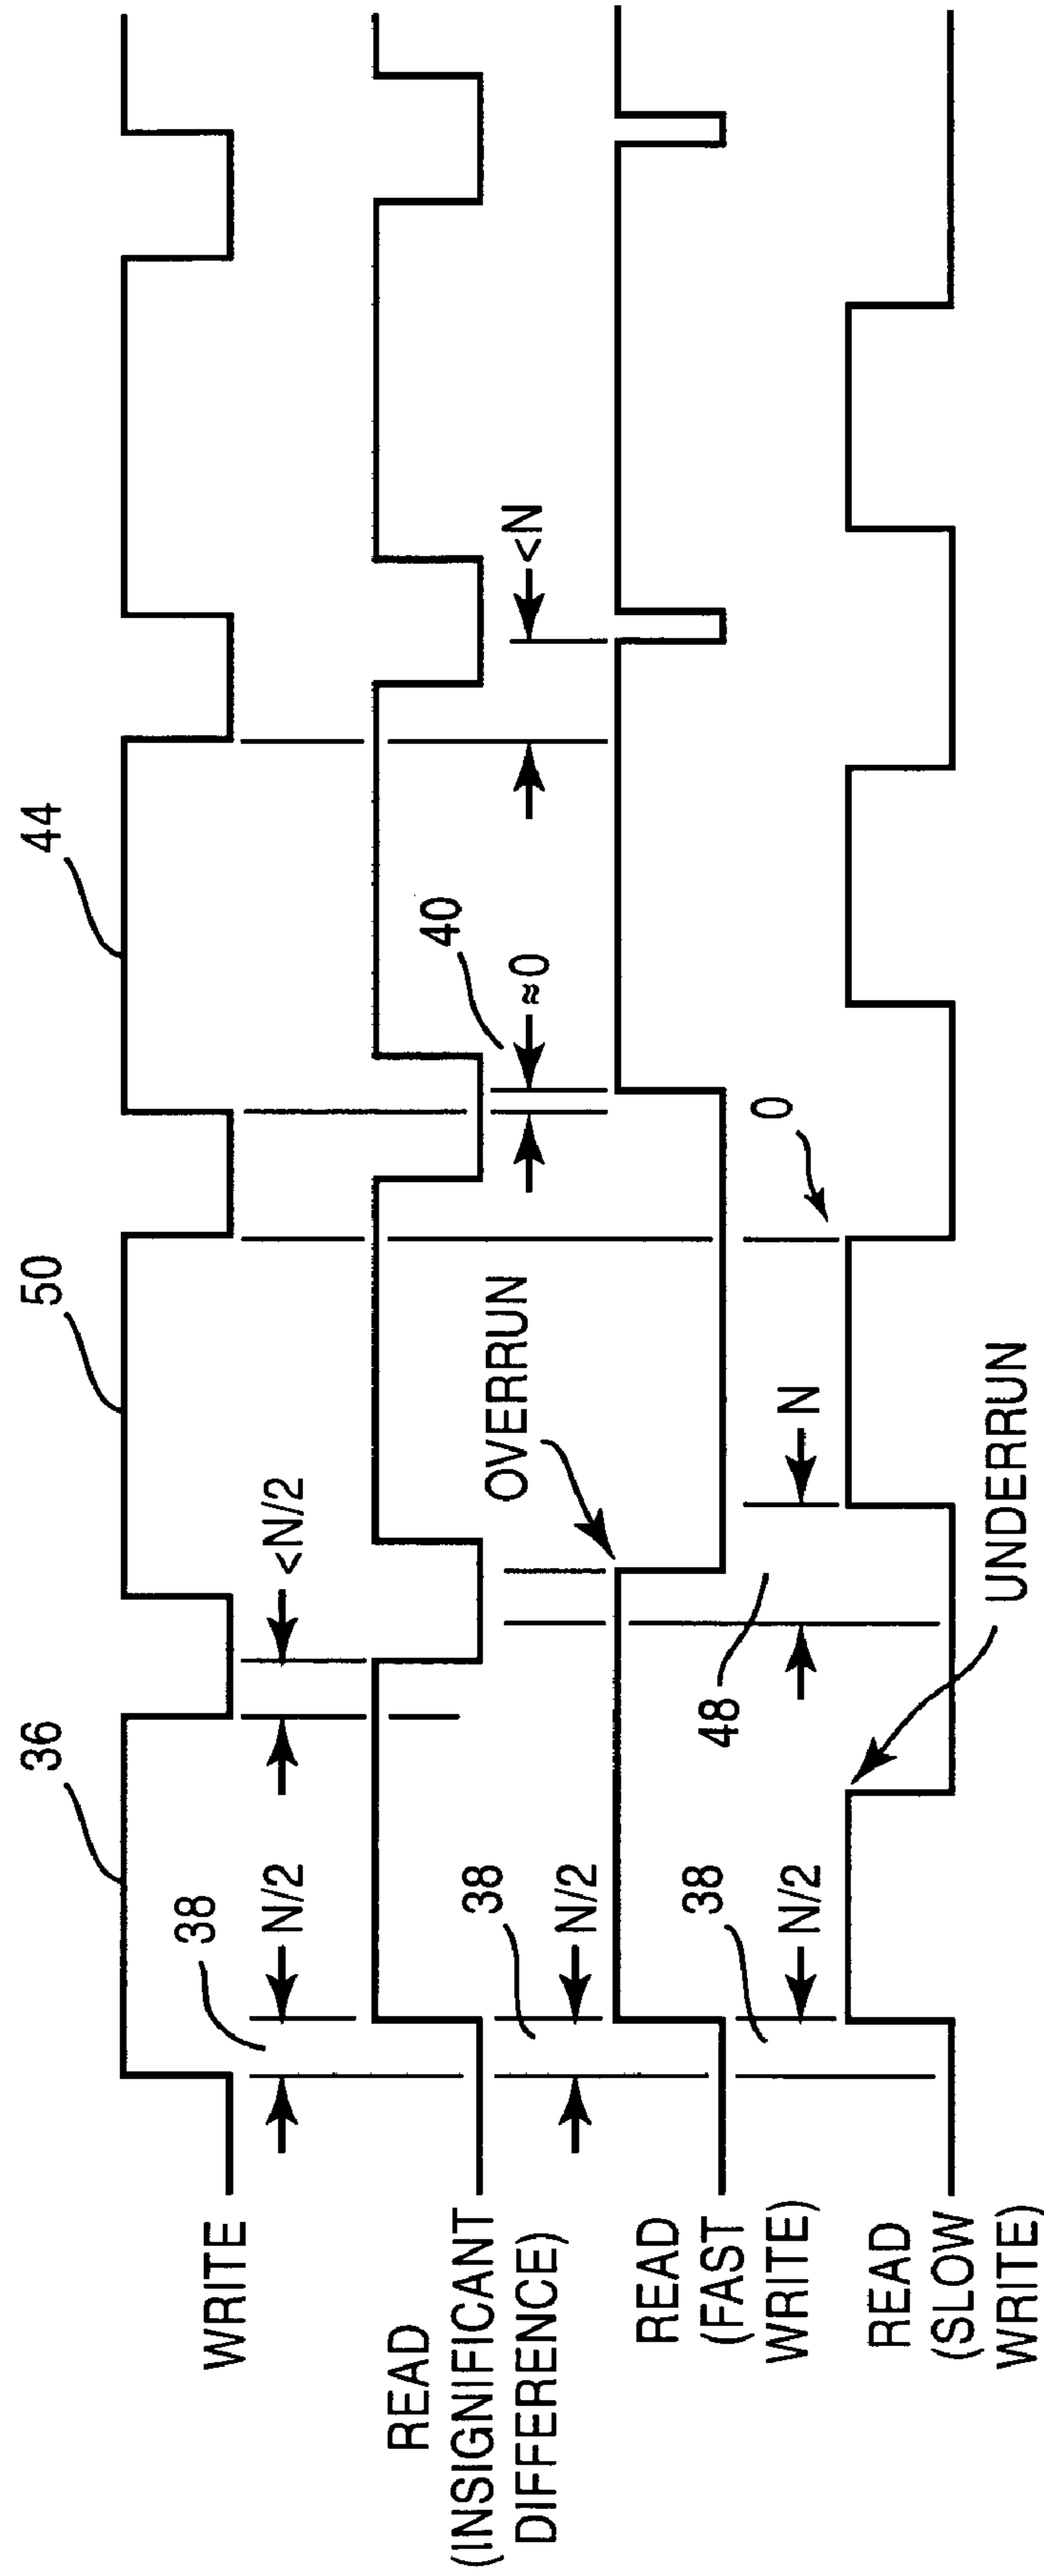 36
50
44
WRITE
38
N/2
<N/2
READ
(INSIGNIFICANT
DIFFERENCE)
38
N/2
OVERRUN
40
≈0
<N
READ
(FAST
WRITE)
38
N/2
48
N
0
READ
(SLOW
WRITE)
UNDERRUN